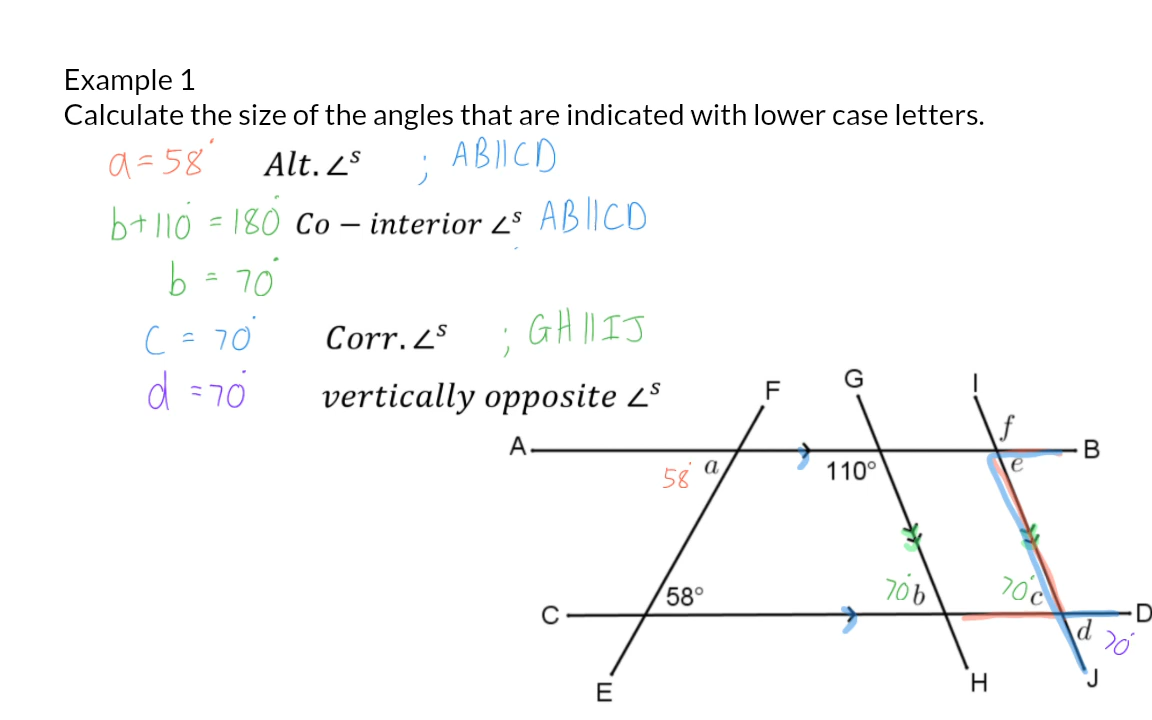 Example 1
Calculate the size of the angles that are indicated with lower case letters.
a = 58° Alt. ∠ˢ ; AB||CD
b + 110° = 180° Co – interior ∠ˢ AB||CD
b = 70°
C = 70° Corr. ∠ˢ ; GH||IJ
d = 70° vertically opposite ∠ˢ
F G I
f
A B
58° a 110° e
58° 70° b 70° c
C D
d 70°
E H J